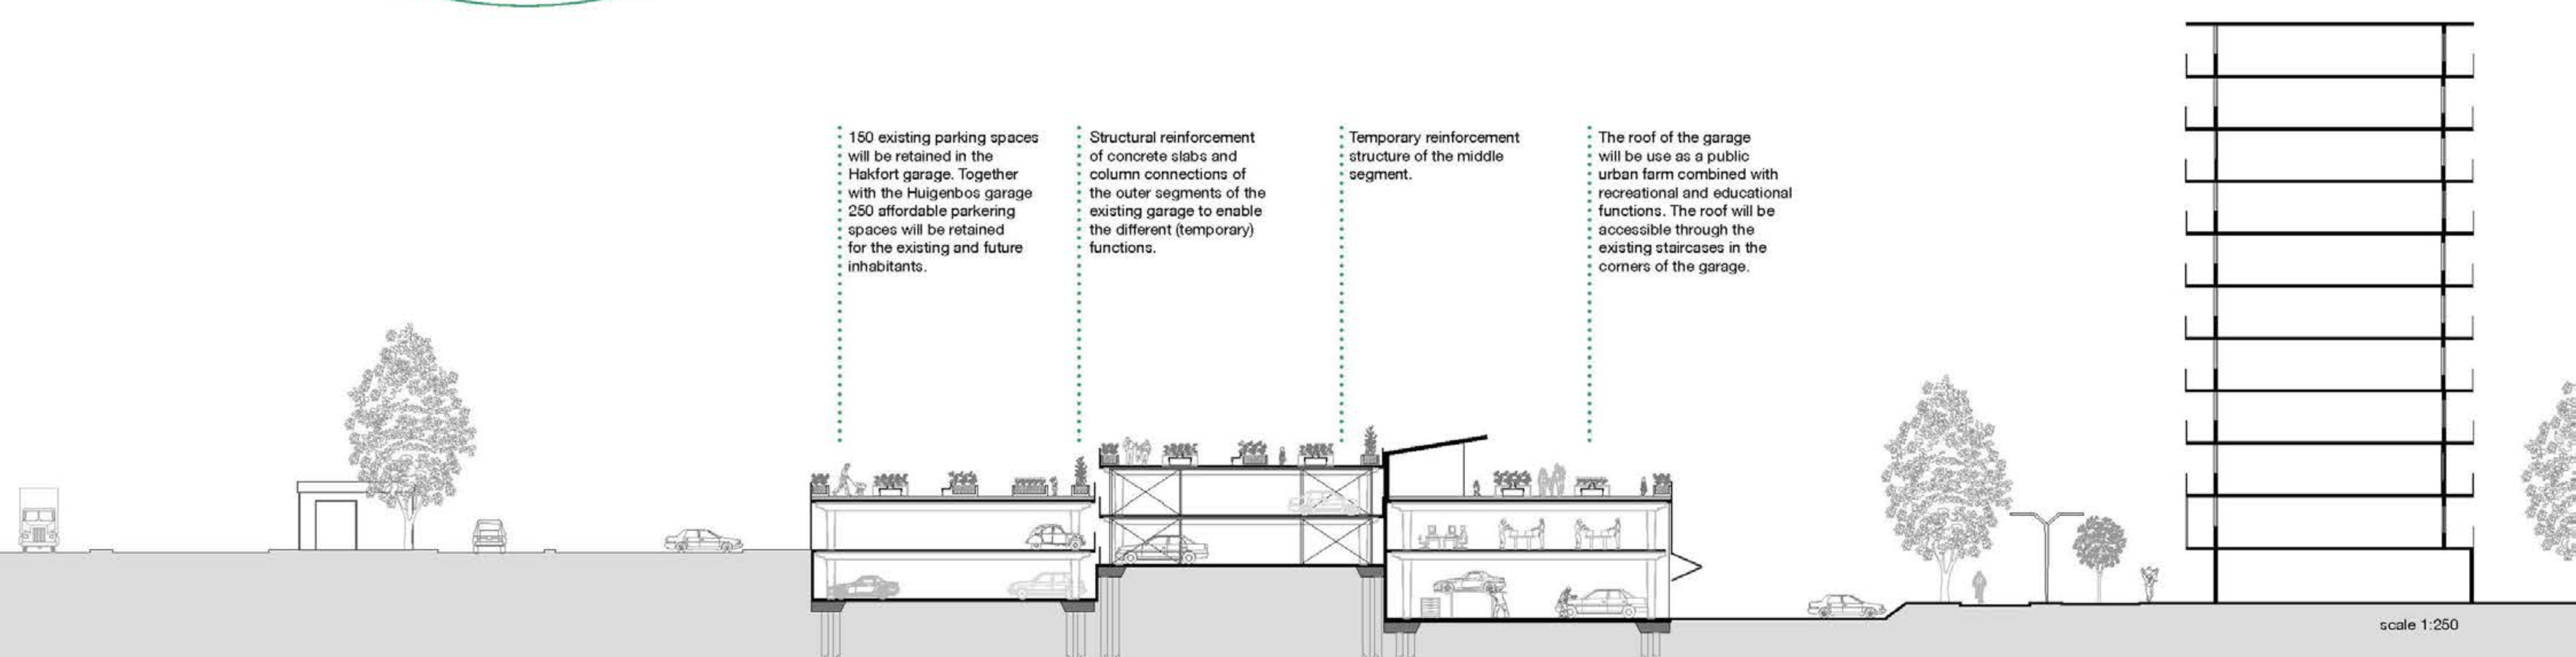 150 existing parking spaces
will be retained in the
Hakfort garage. Together
with the Huigenbos garage
250 affordable parkering
spaces will be retained
for the existing and future
inhabitants.
Structural reinforcement
of concrete slabs and
column connections of
the outer segments of the
existing garage to enable
the different (temporary)
functions.
Temporary reinforcement
structure of the middle
segment.
The roof of the garage
will be use as a public
urban farm combined with
recreational and educational
functions. The roof will be
accessible through the
existing staircases in the
corners of the garage.
scale 1:250